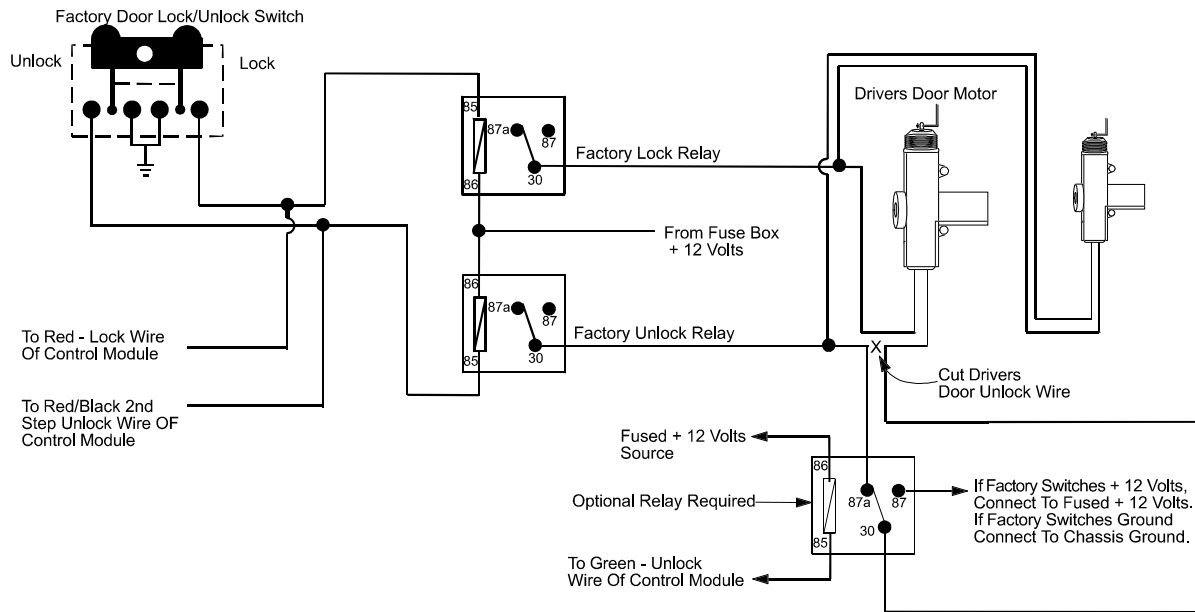 Factory Door Lock/Unlock Switch
Unlock
Lock
85
87a
87
30
86
Factory Lock Relay
Drivers Door Motor
From Fuse Box
+ 12 Volts
86
87a
87
30
85
Factory Unlock Relay
To Red - Lock Wire
Of Control Module
To Red/Black 2nd
Step Unlock Wire OF
Control Module
X
Cut Drivers
Door Unlock Wire
Fused + 12 Volts
Source
Optional Relay Required
86
87a
87
30
85
If Factory Switches + 12 Volts,
Connect To Fused + 12 Volts.
If Factory Switches Ground
Connect To Chassis Ground.
To Green - Unlock
Wire Of Control Module